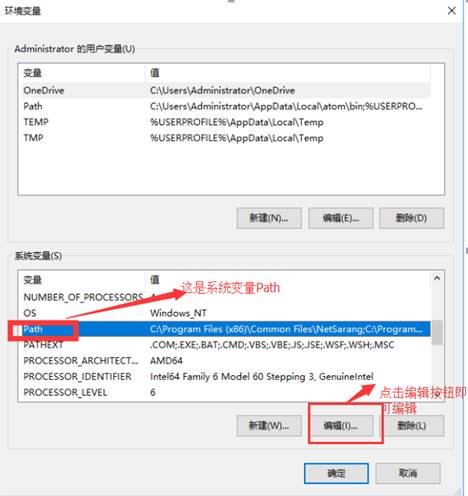 环境变量
Administrator 的用户变量(U)
变量 值
OneDrive C:\Users\Administrator\OneDrive
Path C:\Users\Administrator\AppData\Local\atom\bin;%USERPRO...
TEMP %USERPROFILE%\AppData\Local\Temp
TMP %USERPROFILE%\AppData\Local\Temp
新建(N)... 编辑(E)... 删除(D)
系统变量(S)
变量 值
这是系统变量Path
NUMBER_OF_PROCESSORS
OS Windows_NT
Path C:\Program Files (x86)\Common Files\NetSarang;C:\Program...
PATHEXT .COM;.EXE;.BAT;.CMD;.VBS;.VBE;.JS;.JSE;.WSF;.WSH;.MSC
PROCESSOR_ARCHITECT... AMD64
PROCESSOR_IDENTIFIER Intel64 Family 6 Model 60 Stepping 3, GenuineIntel
PROCESSOR_LEVEL 6
点击编辑按钮即
可编辑
新建(W)... 编辑(I)... 删除(L)
确定 取消